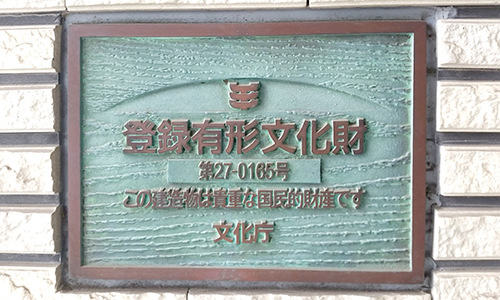 登録有形文化財
第27-0165号
この建造物は貴重な国民的財産です
文化庁